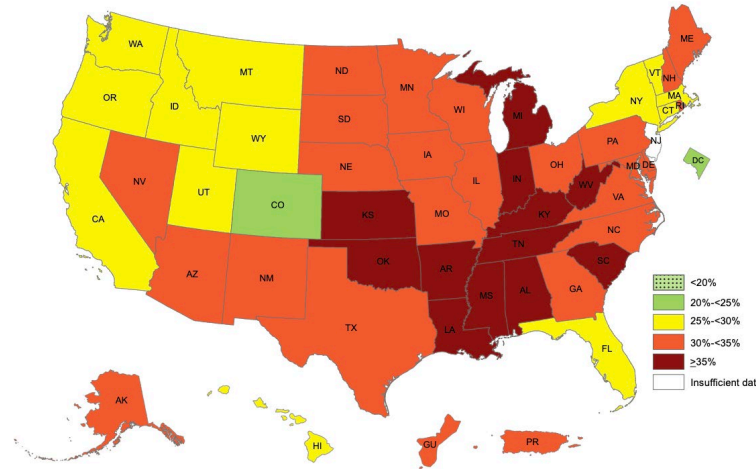 WA
MT
ND
MN
ME
VT
NH
OR
ID
SD
WI
MI
NY
MA
CT
RI
WY
NV
UT
CO
NE
IA
IL
IN
OH
PA
NJ
DC
MD
DE
CA
KS
MO
KY
WV
VA
AZ
NM
OK
AR
TN
NC
SC
TX
LA
MS
AL
GA
FL
AK
HI
GU
PR
<20%
20%-<25%
25%-<30%
30%-<35%
≥35%
Insufficient dat